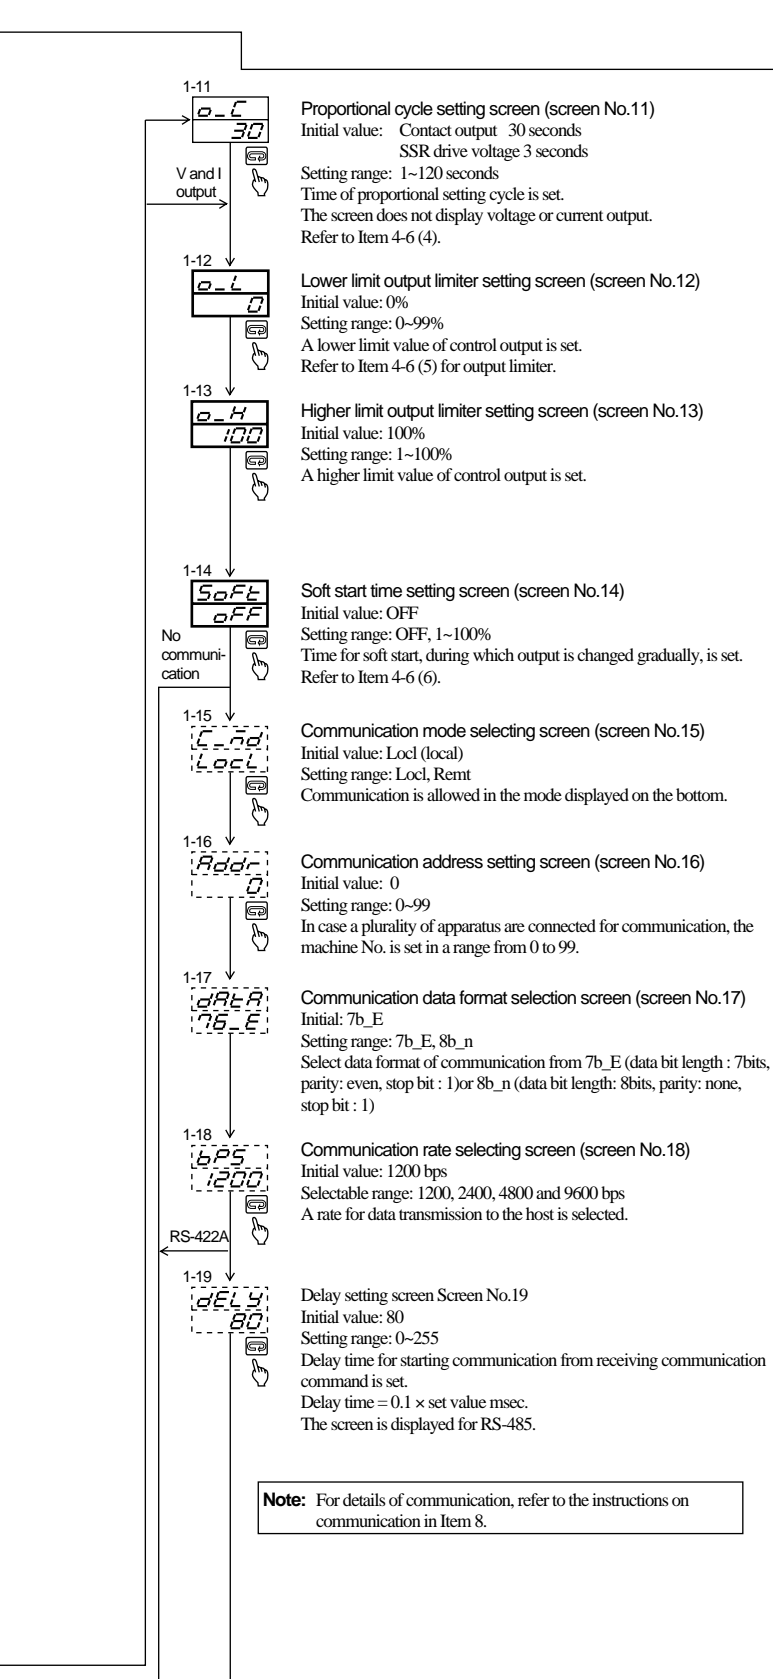 1-11
o_C
30
Proportional cycle setting screen (screen No.11)
Initial value: Contact output 30 seconds
SSR drive voltage 3 seconds
Setting range: 1~120 seconds
Time of proportional setting cycle is set.
The screen does not display voltage or current output.
Refer to Item 4-6 (4).
V and I
output
1-12
o_L
0
Lower limit output limiter setting screen (screen No.12)
Initial value: 0%
Setting range: 0~99%
A lower limit value of control output is set.
Refer to Item 4-6 (5) for output limiter.
1-13
o_H
100
Higher limit output limiter setting screen (screen No.13)
Initial value: 100%
Setting range: 1~100%
A higher limit value of control output is set.
1-14
SoFt
oFF
Soft start time setting screen (screen No.14)
Initial value: OFF
Setting range: OFF, 1~100%
Time for soft start, during which output is changed gradually, is set.
Refer to Item 4-6 (6).
No
communi-
cation
1-15
C_md
LocL
Communication mode selecting screen (screen No.15)
Initial value: Locl (local)
Setting range: Locl, Remt
Communication is allowed in the mode displayed on the bottom.
1-16
Addr
0
Communication address setting screen (screen No.16)
Initial value: 0
Setting range: 0~99
In case a plurality of apparatus are connected for communication, the
machine No. is set in a range from 0 to 99.
1-17
dAtA
7b_E
Communication data format selection screen (screen No.17)
Initial: 7b_E
Setting range: 7b_E, 8b_n
Select data format of communication from 7b_E (data bit length : 7bits,
parity: even, stop bit : 1)or 8b_n (data bit length: 8bits, parity: none,
stop bit : 1)
1-18
bPS
1200
Communication rate selecting screen (screen No.18)
Initial value: 1200 bps
Selectable range: 1200, 2400, 4800 and 9600 bps
A rate for data transmission to the host is selected.
RS-422A
1-19
dELY
80
Delay setting screen Screen No.19
Initial value: 80
Setting range: 0~255
Delay time for starting communication from receiving communication
command is set.
Delay time = 0.1 × set value msec.
The screen is displayed for RS-485.
Note: For details of communication, refer to the instructions on
communication in Item 8.